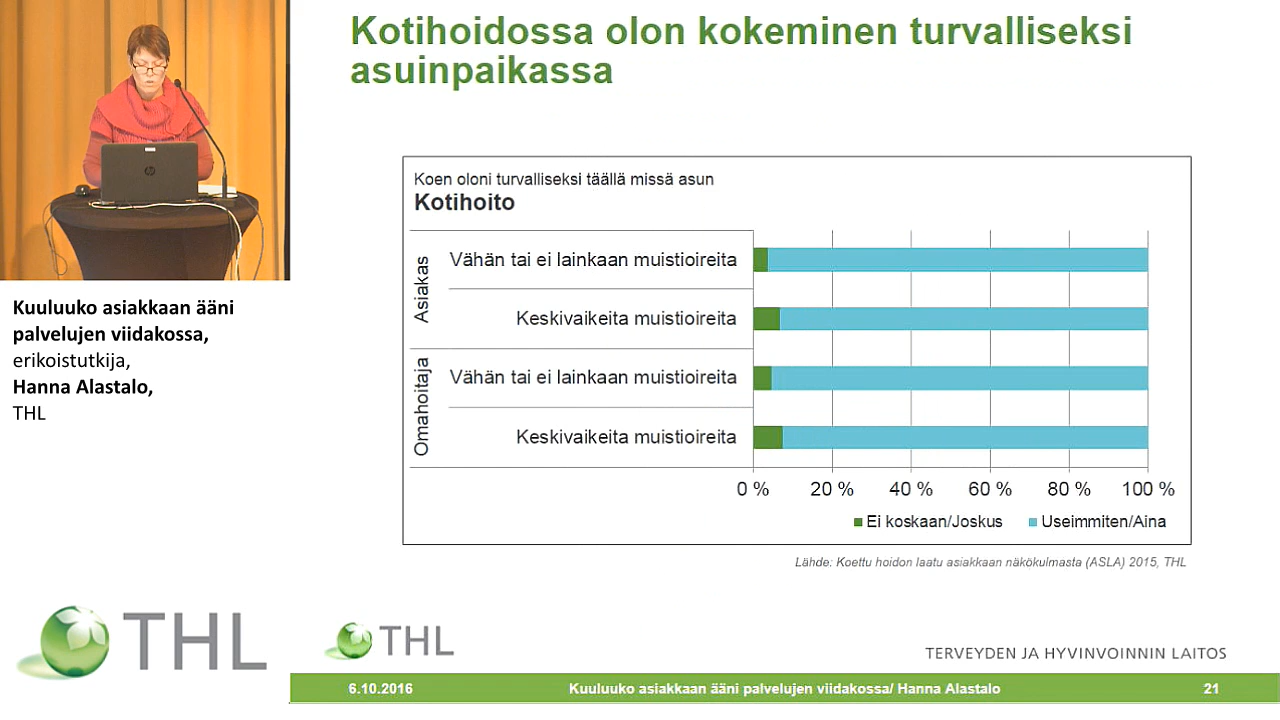 Kotihoidossa olon kokeminen turvalliseksi
asuinpaikassa
Kuuluuko asiakkaan ääni
palvelujen viidakossa,
erikoistutkija,
Hanna Alastalo,
THL
Koen oloni turvalliseksi täällä missä asun
Kotihoito
Asiakas
Vähän tai ei lainkaan muistioireita
Keskivaikeita muistioireita
Omahoitaja
Vähän tai ei lainkaan muistioireita
Keskivaikeita muistioireita
0 % 20 % 40 % 60 % 80 % 100 %
Ei koskaan/Joskus Useimmiten/Aina
Lähde: Koettu hoidon laatu asiakkaan näkökulmasta (ASLA) 2015, THL
THL
THL
TERVEYDEN JA HYVINVOINNIN LAITOS
6.10.2016 Kuuluuko asiakkaan ääni palvelujen viidakossa/ Hanna Alastalo 21
hp